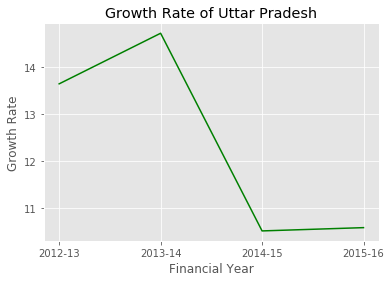 Growth Rate of Uttar Pradesh
14
13
12
11
Growth Rate
2012-13 2013-14 2014-15 2015-16
Financial Year